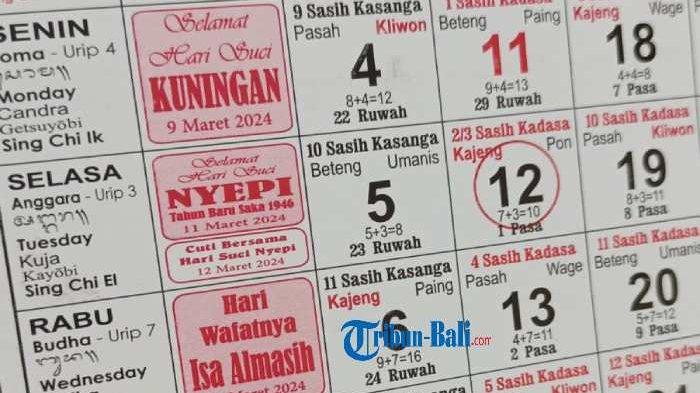 SENIN
oma - Urip 4
Monday
Candra
Getsuyōbi
Sing Chi Ik
Selamat
Hari Suci
KUNINGAN
9 Maret 2024
9 Sasih Kasanga
Pasah Kliwon
4
8+4=12
22 Ruwah
1 Sasih Kadasa
Beteng Paing
11
9+4=13
29 Ruwah
Kajeng Wage
18
4+4=8
7 Pasa
SELASA
Anggara - Urip 3
Tuesday
Kuja
Kayōbi
Sing Chi El
Selamat
Hari Suci
NYEPI
Tahun Baru Saka 1946
11 Maret 2024
Cuti Bersama
Hari Suci Nyepi
12 Maret 2024
10 Sasih Kasanga
Beteng Umanis
5
5+3=8
23 Ruwah
2/3 Sasih Kadasa
Kajeng Pon
12
7+3=10
1 Pasa
10 Sasih Kadasa
Pasah Kliwon
19
8+3=11
8 Pasa
RABU
Budha - Urip 7
Wednesday
Hari
Wafatnya
Isa Almasih
Maret 2024
11 Sasih Kasanga
Kajeng Paing
6
9+7=16
24 Ruwah
4 Sasih Kadasa
Pasah Wage
13
4+7=11
2 Pasa
11 Sasih Kadasa
Beteng Umanis
20
5+7=12
9 Pasa
5 Sasih Kadasa
Kliwon
12 Sasih Kadasa
Kajeng
Tribun-Bali.com